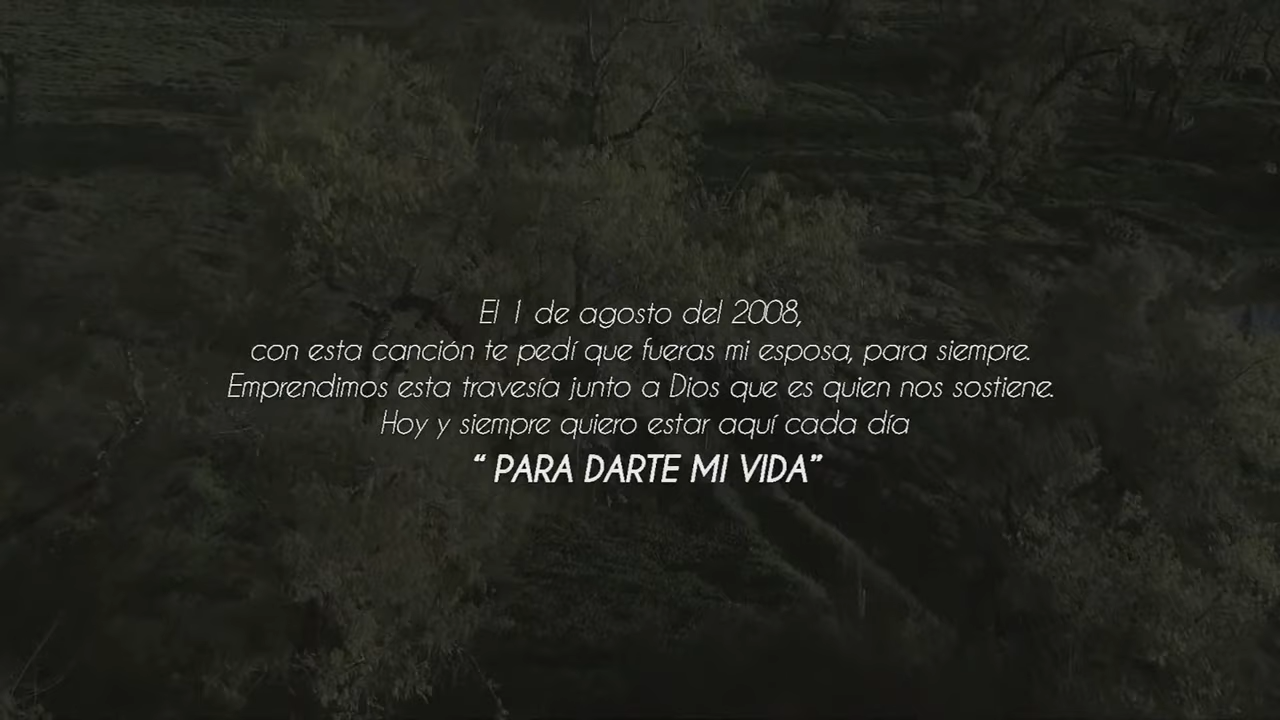 El 1 de agosto del 2008,
con esta canción te pedí que fueras mi esposa, para siempre.
Emprendimos esta travesía junto a Dios que es quien nos sostiene.
Hoy y siempre quiero estar aquí cada día
“ PARA DARTE MI VIDA”